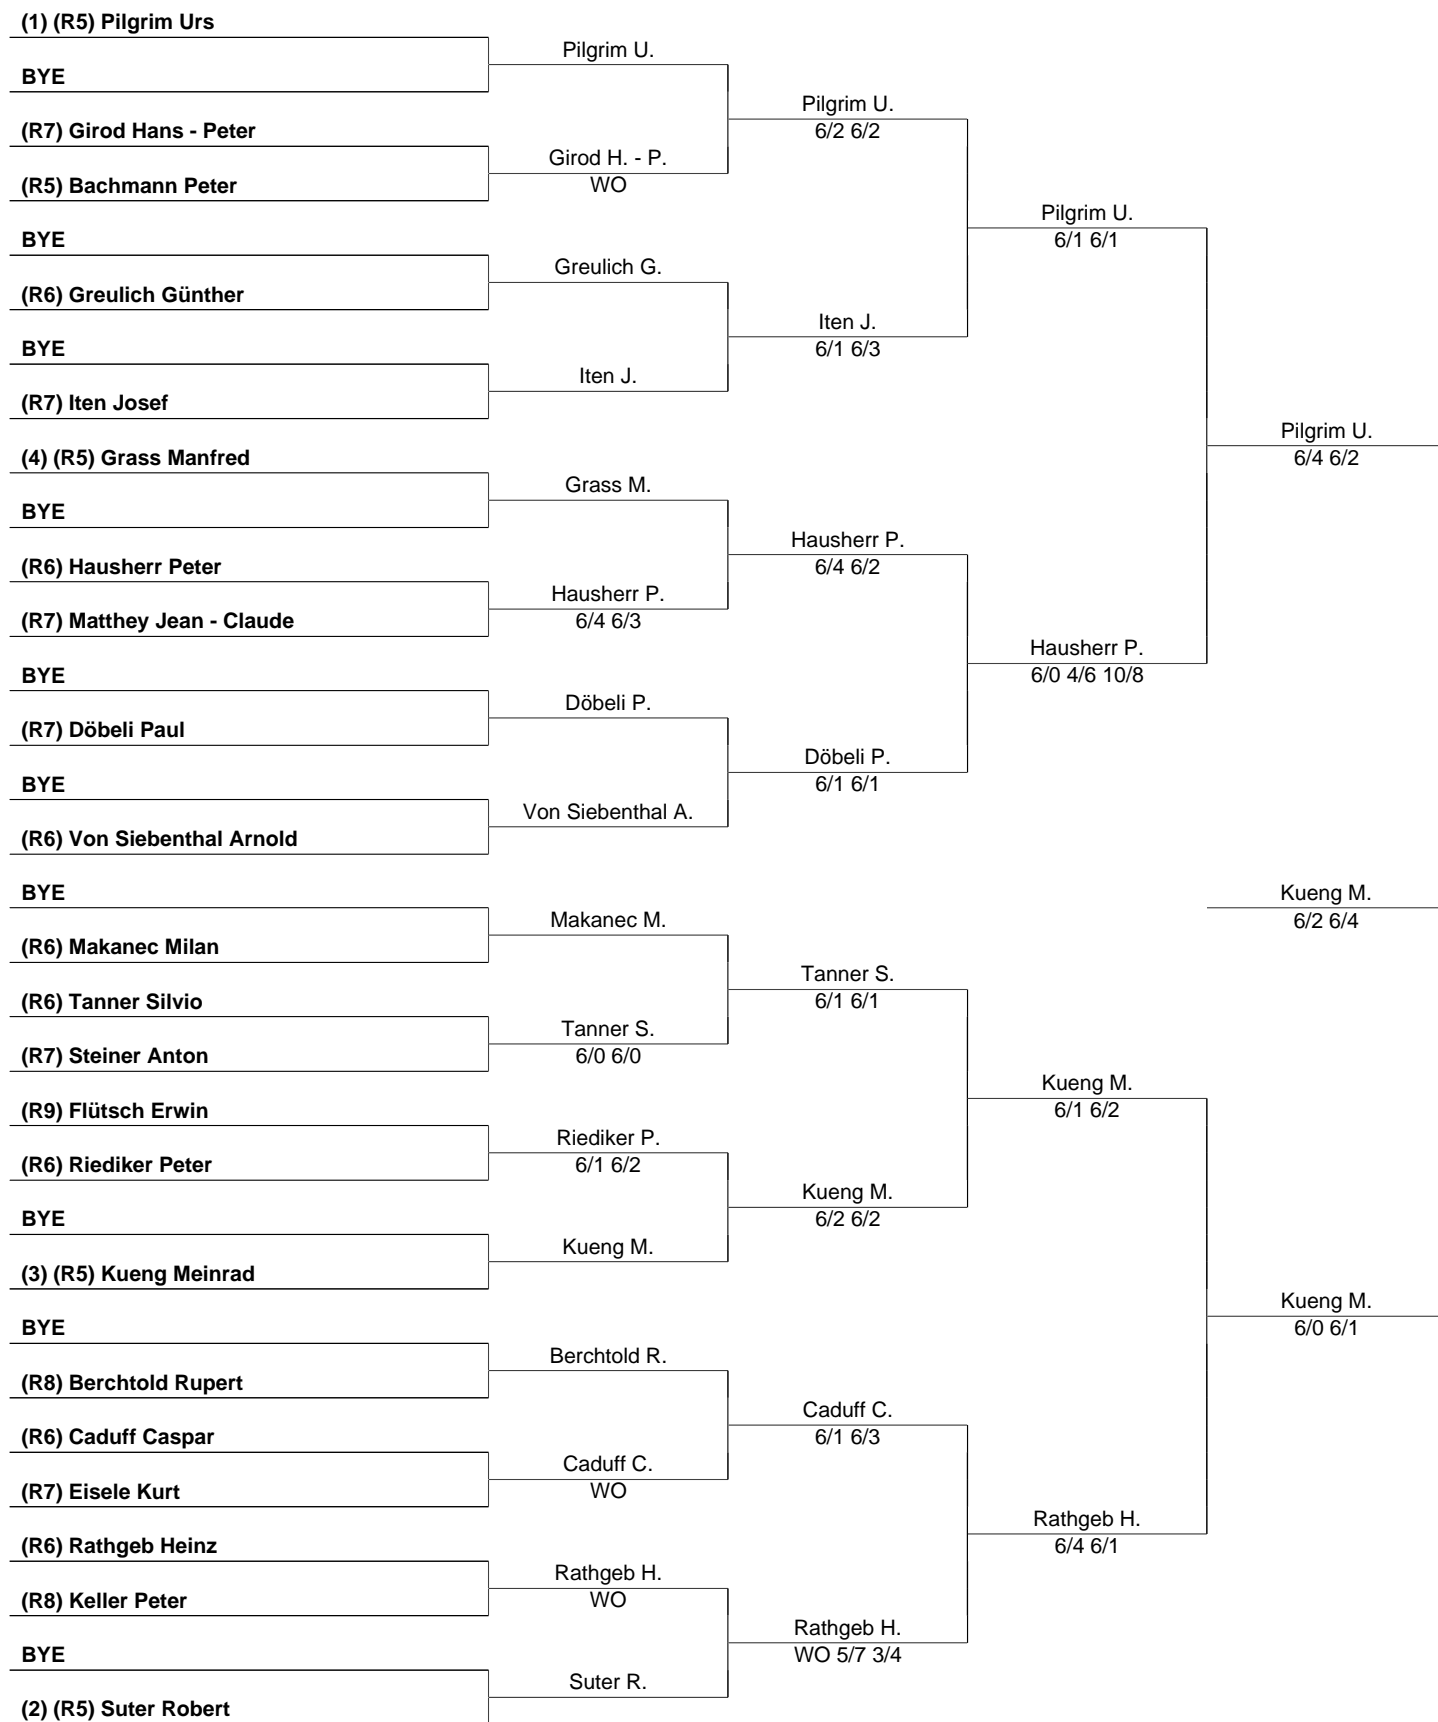 (1) (R5) Pilgrim Urs
BYE
(R7) Girod Hans - Peter
(R5) Bachmann Peter
BYE
(R6) Greulich Günther
BYE
(R7) Iten Josef
(4) (R5) Grass Manfred
BYE
(R6) Hausherr Peter
(R7) Matthey Jean - Claude
BYE
(R7) Döbeli Paul
BYE
(R6) Von Siebenthal Arnold
BYE
(R6) Makanec Milan
(R6) Tanner Silvio
(R7) Steiner Anton
(R9) Flütsch Erwin
(R6) Riediker Peter
BYE
(3) (R5) Kueng Meinrad
BYE
(R8) Berchtold Rupert
(R6) Caduff Caspar
(R7) Eisele Kurt
(R6) Rathgeb Heinz
(R8) Keller Peter
BYE
(2) (R5) Suter Robert
Pilgrim U.
Girod H. - P.
WO
Greulich G.
Iten J.
Grass M.
Hausherr P.
6/4 6/3
Döbeli P.
Von Siebenthal A.
Makanec M.
Tanner S.
6/0 6/0
Riediker P.
6/1 6/2
Kueng M.
Berchtold R.
Caduff C.
WO
Rathgeb H.
WO
Suter R.
Pilgrim U.
6/2 6/2
Iten J.
6/1 6/3
Hausherr P.
6/4 6/2
Döbeli P.
6/1 6/1
Tanner S.
6/1 6/1
Kueng M.
6/2 6/2
Caduff C.
6/1 6/3
Rathgeb H.
WO 5/7 3/4
Pilgrim U.
6/1 6/1
Hausherr P.
6/0 4/6 10/8
Kueng M.
6/1 6/2
Rathgeb H.
6/4 6/1
Pilgrim U.
6/4 6/2
Kueng M.
6/2 6/4
Kueng M.
6/0 6/1